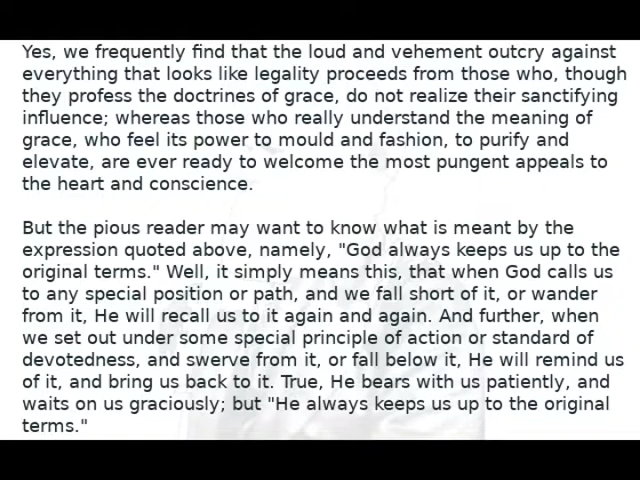 Yes, we frequently find that the loud and vehement outcry against
everything that looks like legality proceeds from those who, though
they profess the doctrines of grace, do not realize their sanctifying
influence; whereas those who really understand the meaning of
grace, who feel its power to mould and fashion, to purify and
elevate, are ever ready to welcome the most pungent appeals to
the heart and conscience.
But the pious reader may want to know what is meant by the
expression quoted above, namely, "God always keeps us up to the
original terms." Well, it simply means this, that when God calls us
to any special position or path, and we fall short of it, or wander
from it, He will recall us to it again and again. And further, when
we set out under some special principle of action or standard of
devotedness, and swerve from it, or fall below it, He will remind us
of it, and bring us back to it. True, He bears with us patiently, and
waits on us graciously; but "He always keeps us up to the original
terms."